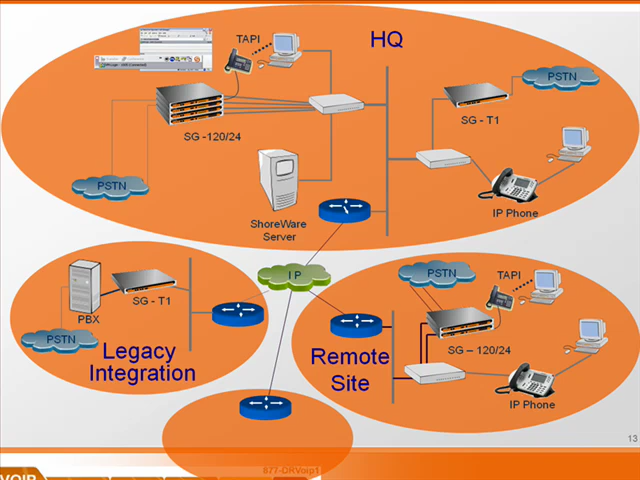 HQ
TAPI
PSTN
SG - T1
SG -120/24
PSTN
IP Phone
ShoreWare
Server
IP
PSTN
TAPI
SG - T1
PBX
PSTN
Legacy
Integration
Remote
Site
SG – 120/24
IP Phone
13
877-DRVoip1
VOIP